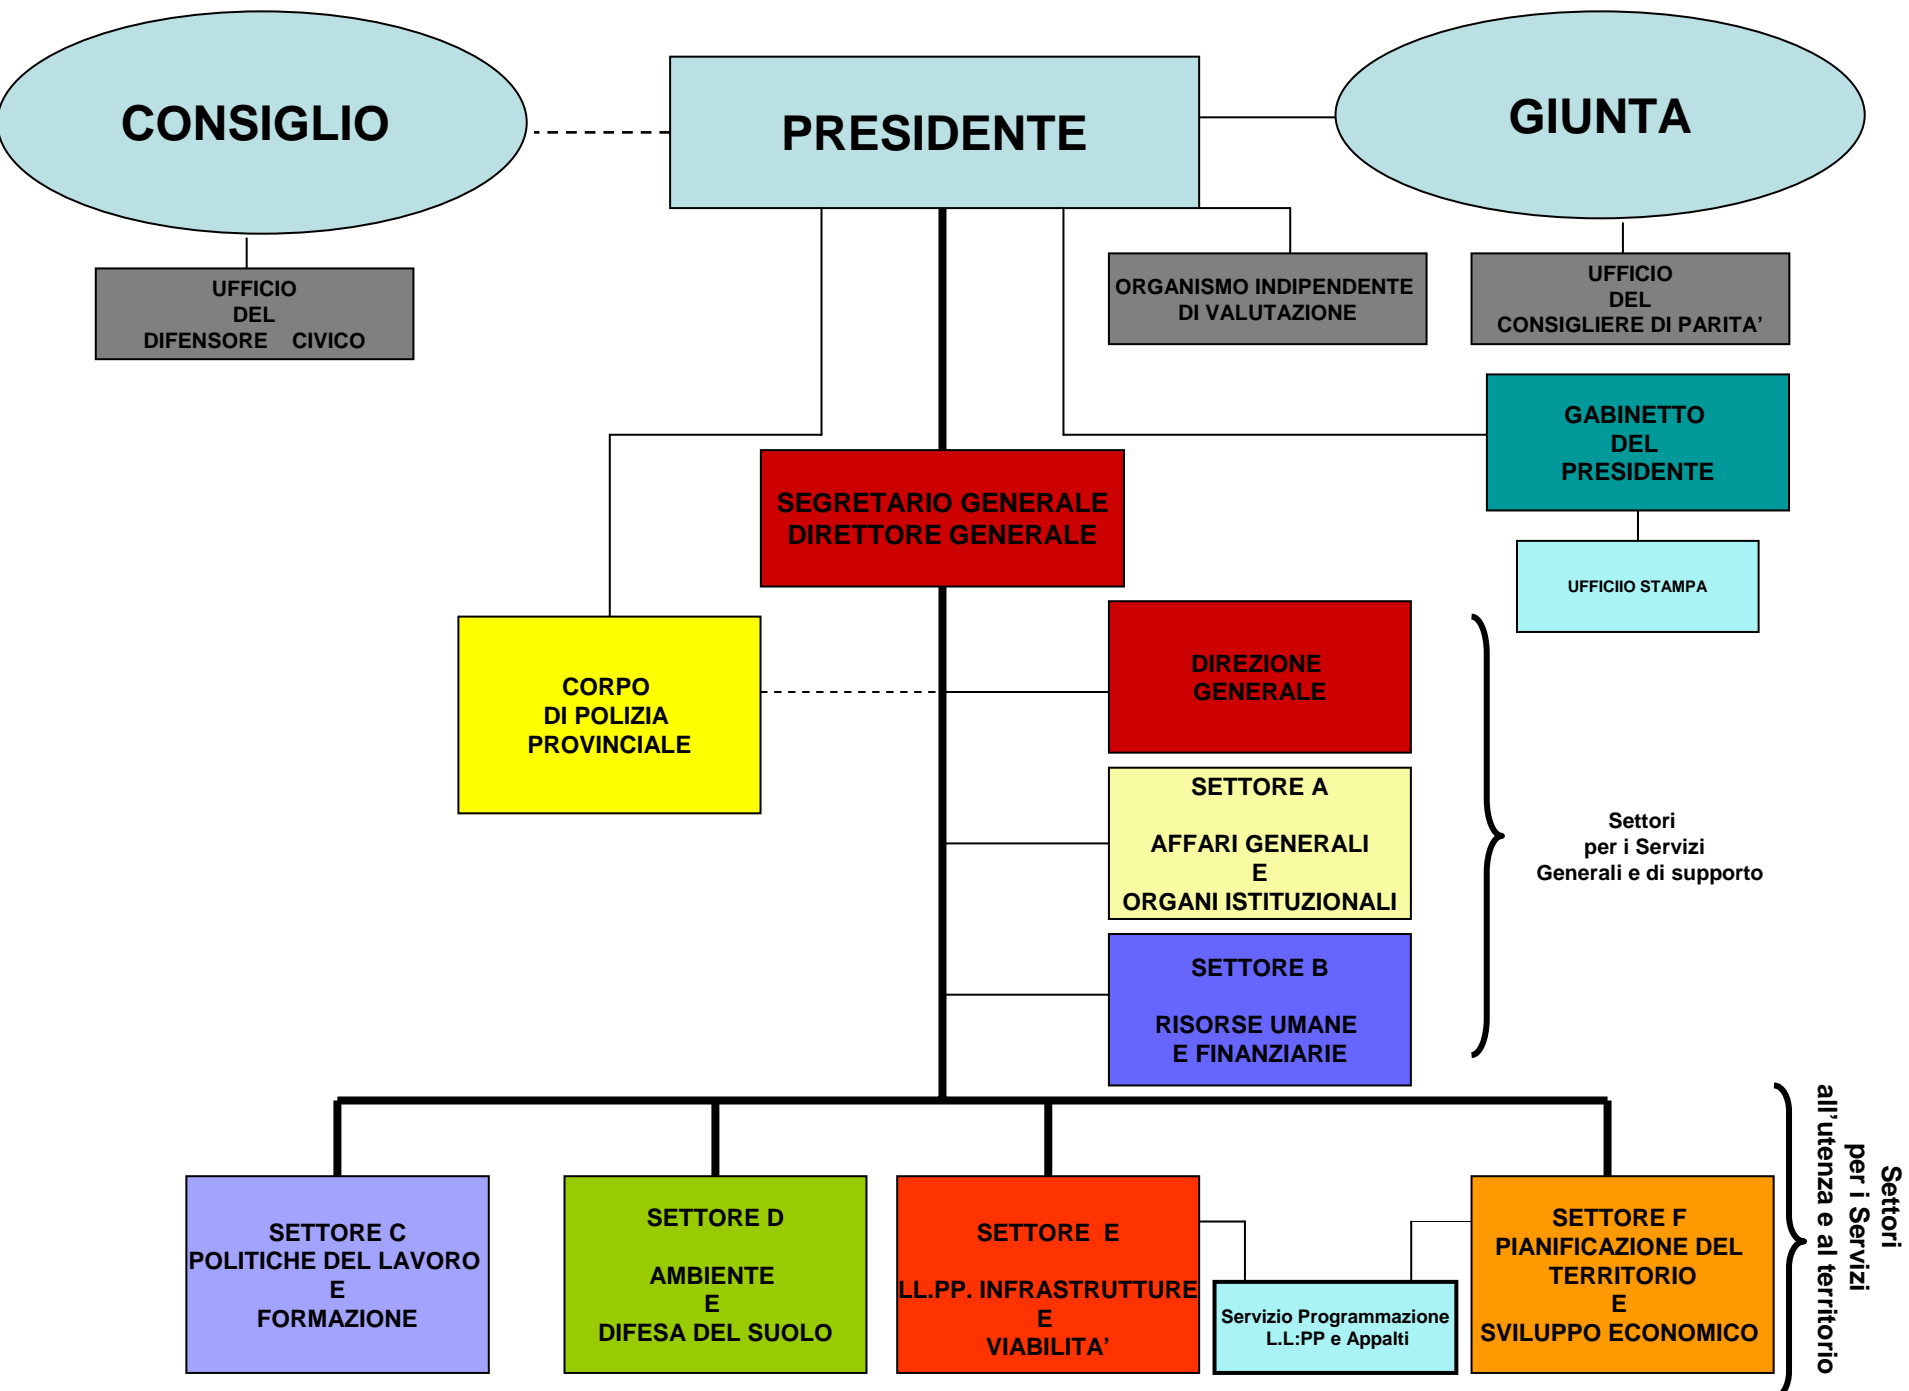 CONSIGLIO
PRESIDENTE
GIUNTA
UFFICIO
DEL
DIFENSORE CIVICO
ORGANISMO INDIPENDENTE
DI VALUTAZIONE
UFFICIO
DEL
CONSIGLIERE DI PARITA’
GABINETTO
DEL
PRESIDENTE
SEGRETARIO GENERALE
DIRETTORE GENERALE
UFFICIIO STAMPA
CORPO
DI POLIZIA
PROVINCIALE
DIREZIONE
GENERALE
SETTORE A
AFFARI GENERALI
E
ORGANI ISTITUZIONALI
Settori
per i Servizi
Generali e di supporto
SETTORE B
RISORSE UMANE
E FINANZIARIE
SETTORE C
POLITICHE DEL LAVORO
E
FORMAZIONE
SETTORE D
AMBIENTE
E
DIFESA DEL SUOLO
SETTORE E
LL.PP. INFRASTRUTTURE
E
VIABILITA’
Servizio Programmazione
L.L:PP e Appalti
SETTORE F
PIANIFICAZIONE DEL
TERRITORIO
E
SVILUPPO ECONOMICO
Settori
per i Servizi
all’utenza e al territorio